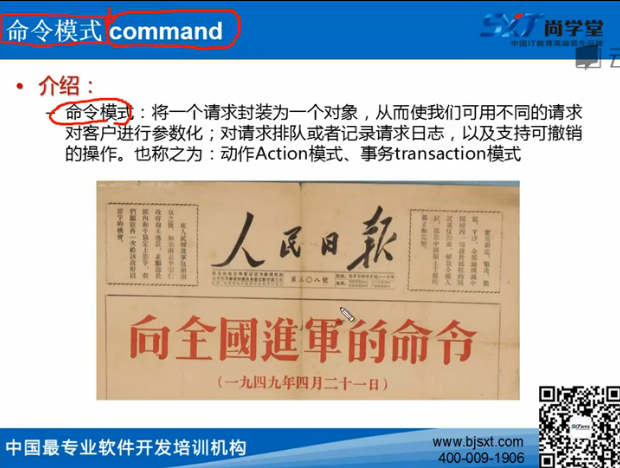 命令模式 command
SXT 尚学堂
中国IT教育高端领先品牌
• 介绍：
– 命令模式：将一个请求封装为一个对象，从而使我们可用不同的请求
对客户进行参数化；对请求排队或者记录请求日志，以及支持可撤销
的操作。也称之为：动作Action模式、事务transaction模式
人民日报
向全國進軍的命令
（一九四九年四月二十一日）
中国最专业软件开发培训机构
www.bjsxt.com
400-009-1906